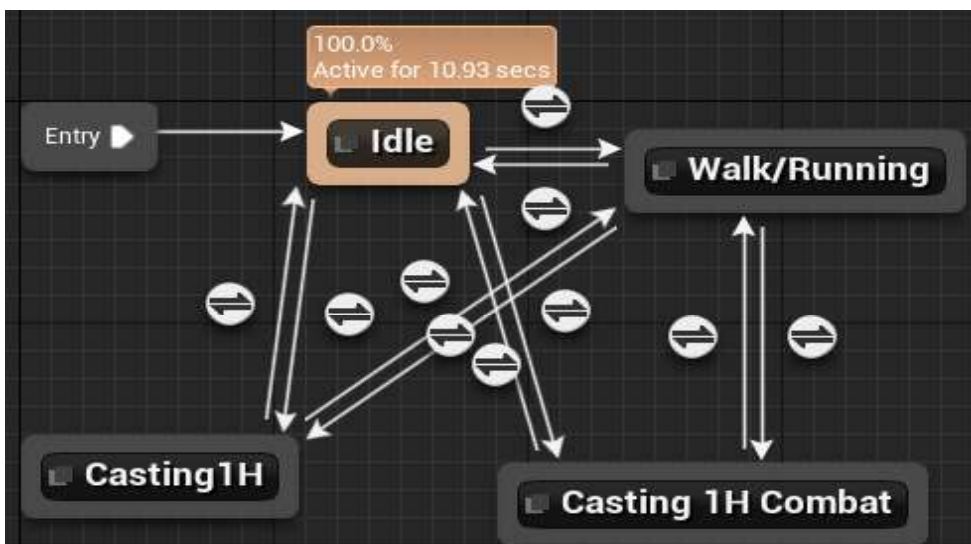 100.0%
Active for 10.93 secs
Entry
Idle
Walk/Running
Casting1H
Casting 1H Combat